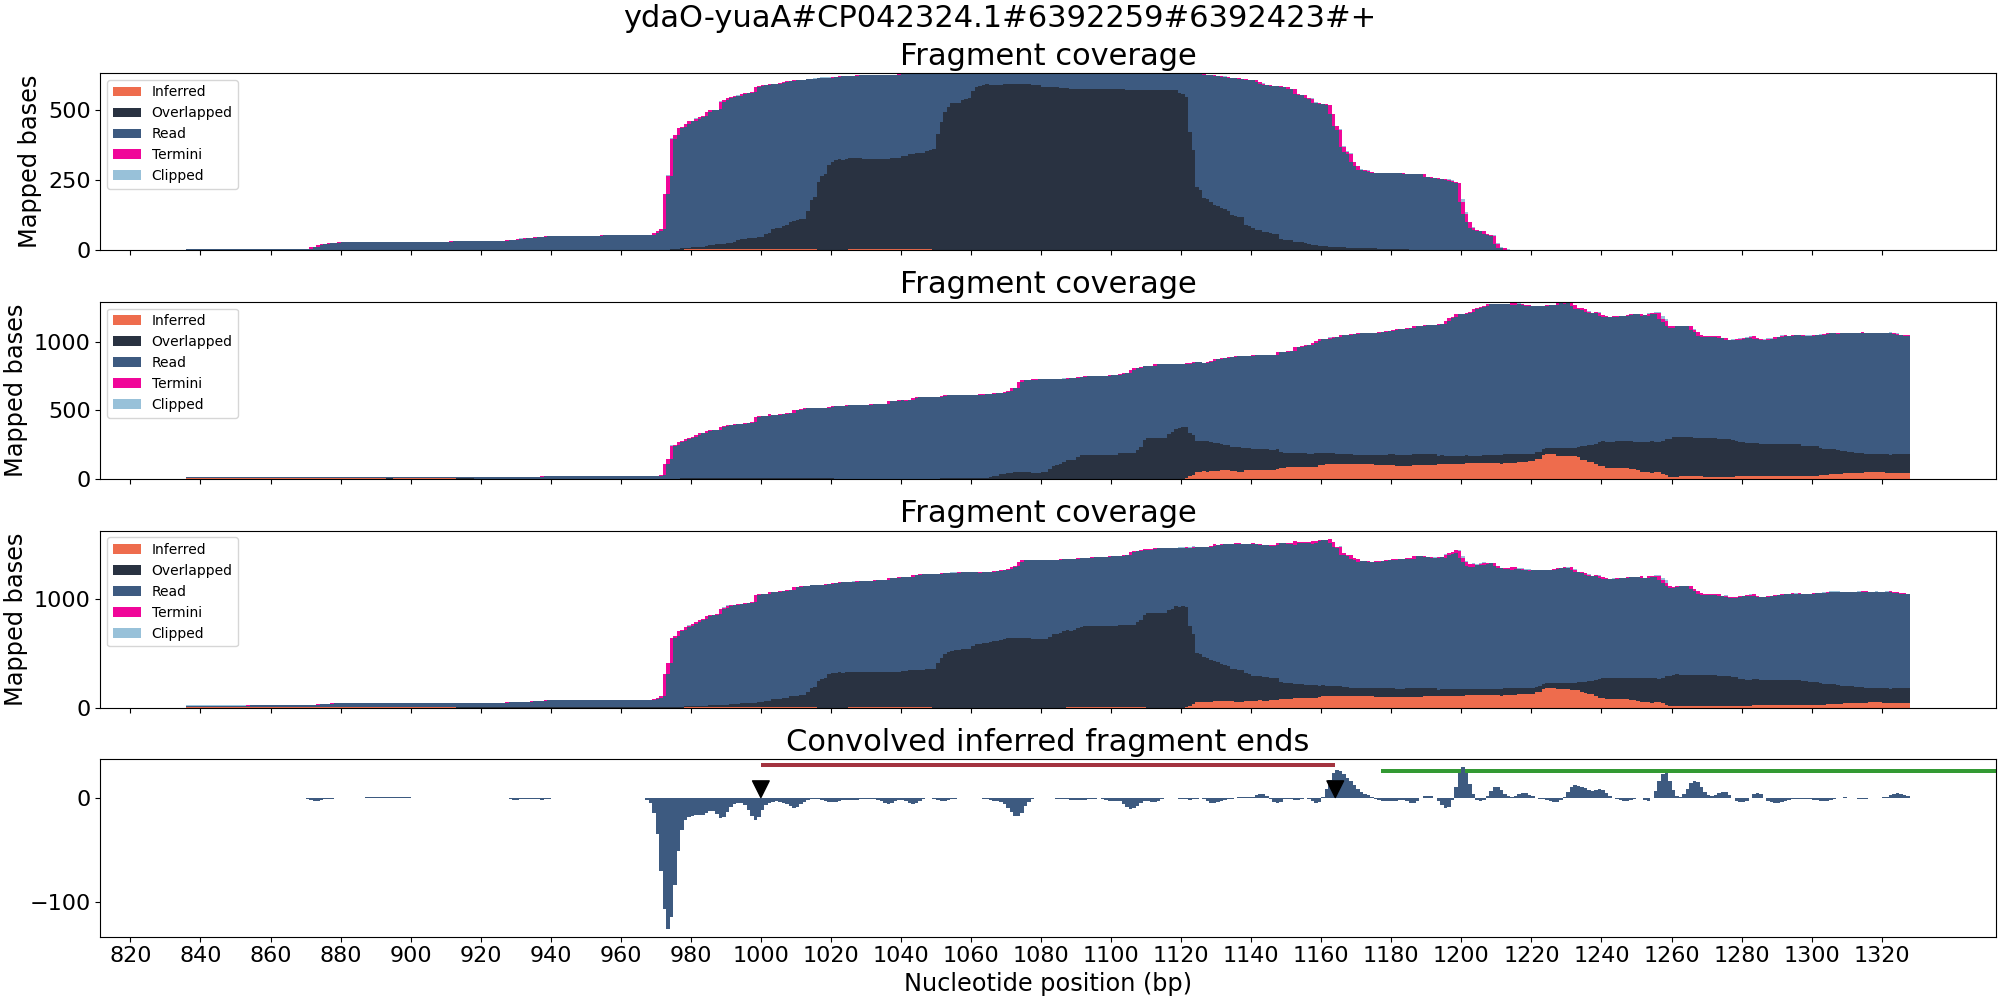 ydaO-yuaA#CP042324.1#6392259#6392423#+
Fragment coverage
Mapped bases
500
250
0
Inferred
Overlapped
Read
Termini
Clipped
Fragment coverage
Mapped bases
1000
500
0
Inferred
Overlapped
Read
Termini
Clipped
Fragment coverage
Mapped bases
1000
0
Inferred
Overlapped
Read
Termini
Clipped
Convolved inferred fragment ends
0
−100
820 840 860 880 900 920 940 960 980 1000 1020 1040 1060 1080 1100 1120 1140 1160 1180 1200 1220 1240 1260 1280 1300 1320
Nucleotide position (bp)